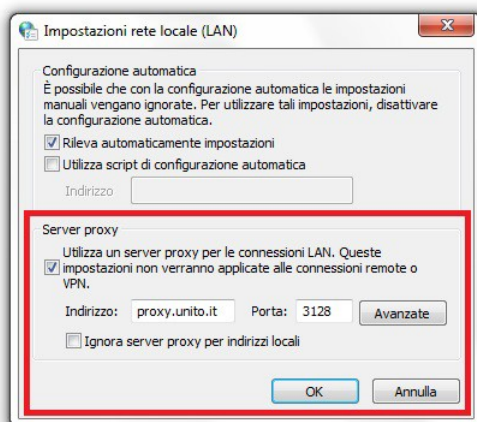 Impostazioni rete locale (LAN)
Configurazione automatica
È possibile che con la configurazione automatica le impostazioni
manuali vengano ignorate. Per utilizzare tali impostazioni, disattivare
la configurazione automatica.
Rileva automaticamente impostazioni
Utilizza script di configurazione automatica
Indirizzo
Server proxy
Utilizza un server proxy per le connessioni LAN. Queste
impostazioni non verranno applicate alle connessioni remote o
VPN.
Indirizzo: proxy.unito.it Porta: 3128 Avanzate
Ignora server proxy per indirizzi locali
OK Annulla